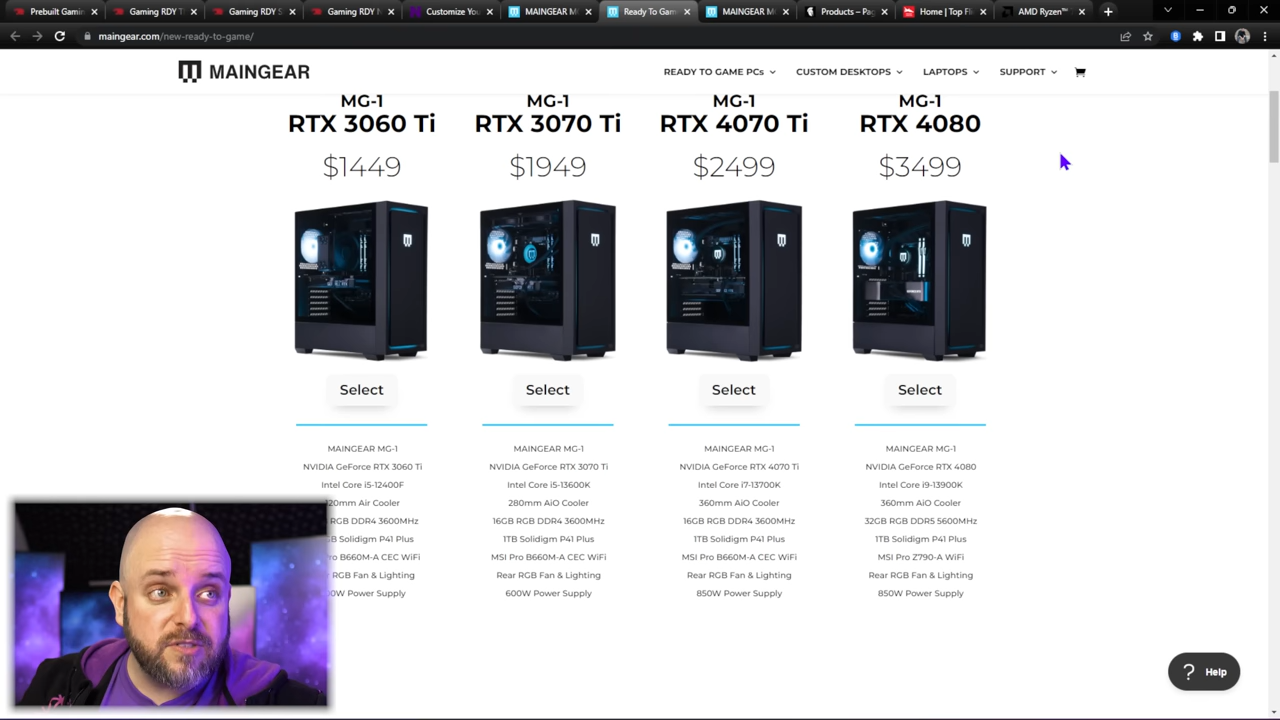 Prebuilt Gamin
Gaming RDY T
Gaming RDY S
Gaming RDY N
Customize You
MAINGEAR M
Ready To Gam
MAINGEAR M
Products – Pag
Home | Top Fl
AMD Ryzen™
maingear.com/new-ready-to-game/
MAINGEAR
READY TO GAME PCs
CUSTOM DESKTOPS
LAPTOPS
SUPPORT
MG-1
RTX 3060 Ti
$1449
Select
MAINGEAR MG-1
NVIDIA GeForce RTX 3060 Ti
Intel Core i5-12400F
20mm Air Cooler
RGB DDR4 3600MHz
Solidigm P41 Plus
B660M-A CEC WiFi
RGB Fan & Lighting
Power Supply
MG-1
RTX 3070 Ti
$1949
Select
MAINGEAR MG-1
NVIDIA GeForce RTX 3070 Ti
Intel Core i5-13600K
280mm AiO Cooler
16GB RGB DDR4 3600MHz
1TB Solidigm P41 Plus
MSI Pro B660M-A CEC WiFi
Rear RGB Fan & Lighting
600W Power Supply
MG-1
RTX 4070 Ti
$2499
Select
MAINGEAR MG-1
NVIDIA GeForce RTX 4070 Ti
Intel Core i7-13700K
360mm AiO Cooler
16GB RGB DDR4 3600MHz
1TB Solidigm P41 Plus
MSI Pro B660M-A CEC WiFi
Rear RGB Fan & Lighting
850W Power Supply
MG-1
RTX 4080
$3499
Select
MAINGEAR MG-1
NVIDIA GeForce RTX 4080
Intel Core i9-13900K
360mm AiO Cooler
32GB RGB DDR5 5600MHz
1TB Solidigm P41 Plus
MSI Pro Z790-A WiFi
Rear RGB Fan & Lighting
850W Power Supply
Help